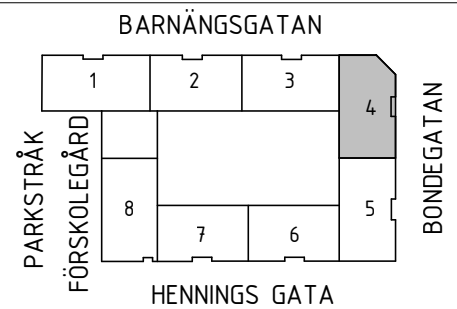 BARNÄNGSGATAN
1 2 3
4
PARKSTRÅK
FÖRSKOLEGÅRD
BONDEGATAN
8 5
7 6
HENNINGS GATA